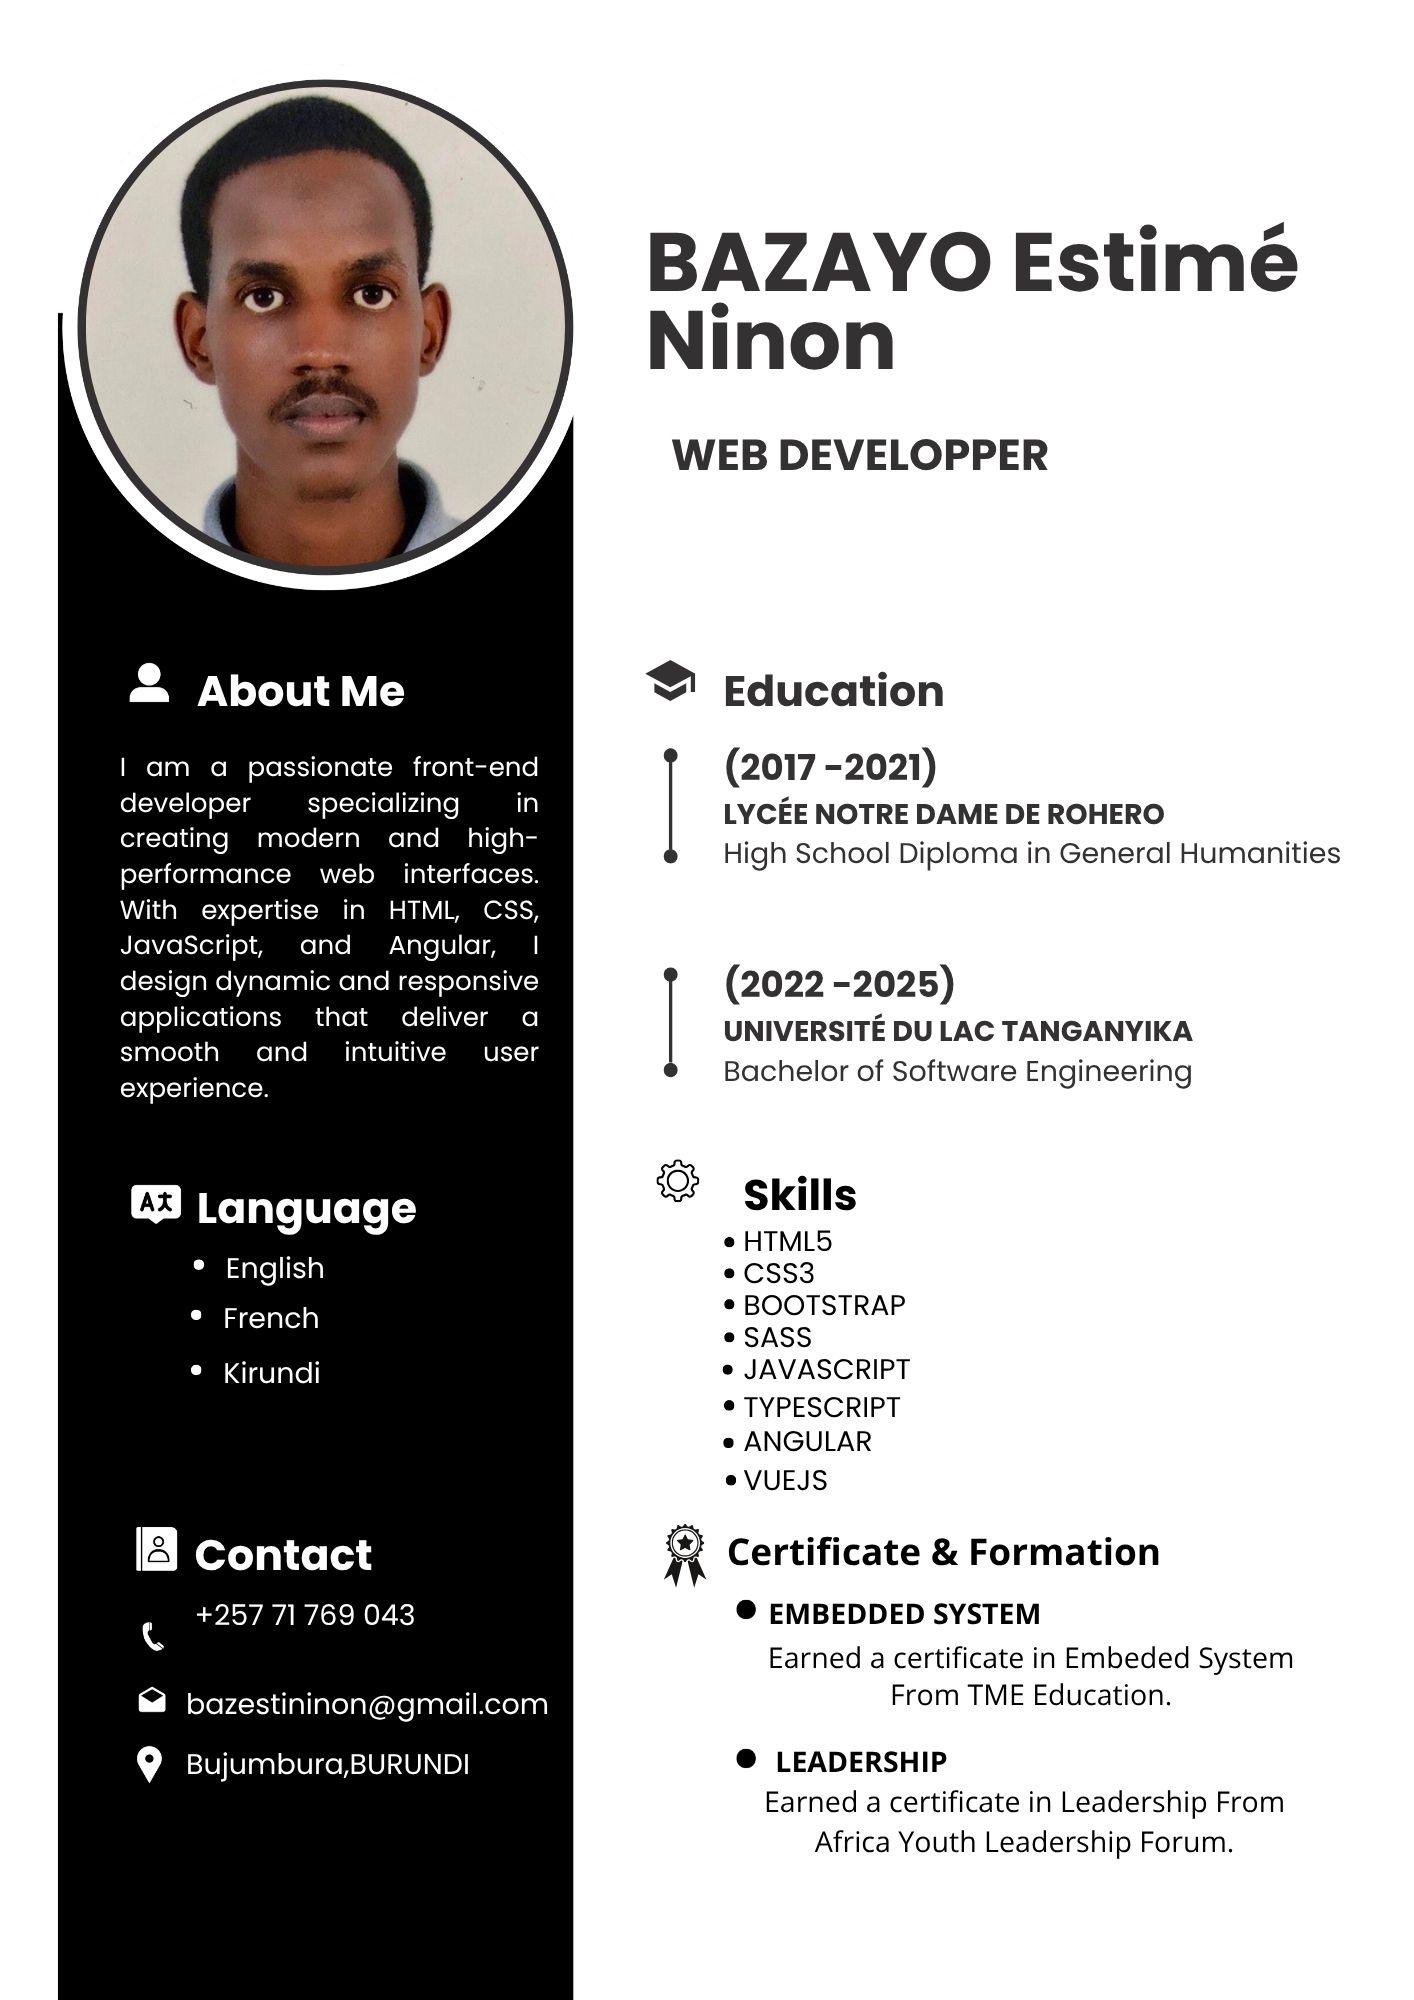 BAZAYO Estimé
Ninon
WEB DEVELOPPER
About Me
I am a passionate front-end
developer specializing in
creating modern and high-
performance web interfaces.
With expertise in HTML, CSS,
JavaScript, and Angular, I
design dynamic and responsive
applications that deliver a
smooth and intuitive user
experience.
Language
• English
• French
• Kirundi
Contact
+257 71 769 043
bazestininon@gmail.com
Bujumbura,BURUNDI
Education
(2017 -2021)
LYCÉE NOTRE DAME DE ROHERO
High School Diploma in General Humanities
(2022 -2025)
UNIVERSITÉ DU LAC TANGANYIKA
Bachelor of Software Engineering
Skills
• HTML5
• CSS3
• BOOTSTRAP
• SASS
• JAVASCRIPT
• TYPESCRIPT
• ANGULAR
• VUEJS
Certificate & Formation
• EMBEDDED SYSTEM
Earned a certificate in Embeded System
From TME Education.
• LEADERSHIP
Earned a certificate in Leadership From
Africa Youth Leadership Forum.